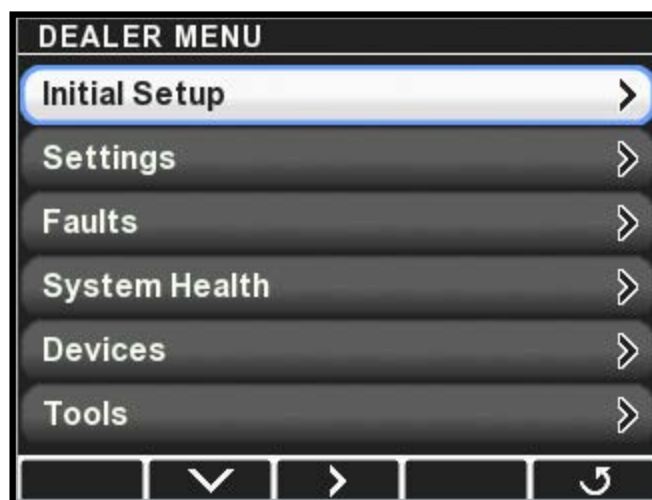 DEALER MENU
Initial Setup
Settings
Faults
System Health
Devices
Tools